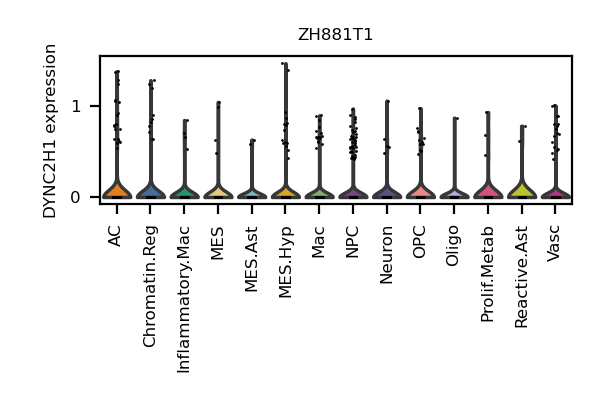 ZH881T1
DYNC2H1 expression
1
0
AC
Chromatin.Reg
Inflammatory.Mac
MES
MES.Ast
MES.Hyp
Mac
NPC
Neuron
OPC
Oligo
Prolif.Metab
Reactive.Ast
Vasc